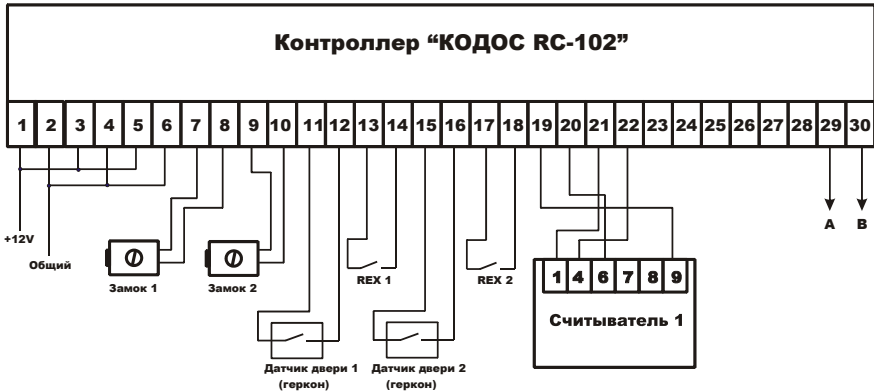 Контроллер “КОДОС RC-102”
1 2 3 4 5 6 7 8 9 10 11 12 13 14 15 16 17 18 19 20 21 22 23 24 25 26 27 28 29 30
А В
+12V
Общий
Замок 1
Замок 2
REX 1
REX 2
1 4 6 7 8 9
Считыватель 1
Датчик двери 1
(геркон)
Датчик двери 2
(геркон)